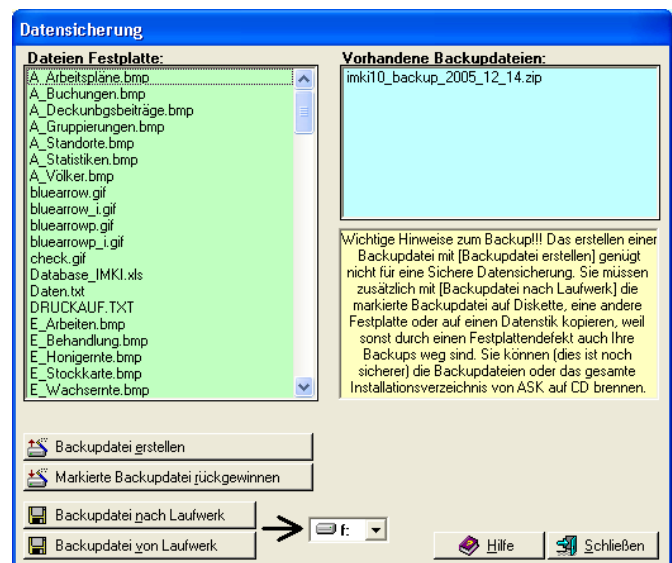 Datensicherung
Dateien Festplatte:
A_Arbeitspläne.bmp
A_Buchungen.bmp
A_Deckunbgsbeiträge.bmp
A_Gruppierungen.bmp
A_Standorte.bmp
A_Statistiken.bmp
A_Völker.bmp
bluearrow.gif
bluearrow_i.gif
bluearrowp.gif
bluearrowp_i.gif
check.gif
Database_IMKI.xls
Daten.txt
DRUCKAUF.TXT
E_Arbeiten.bmp
E_Behandlung.bmp
E_Honigernte.bmp
E_Stockkarte.bmp
E_Wachsernte.bmp
Vorhandene Backupdateien:
imki10_backup_2005_12_14.zip
Wichtige Hinweise zum Backup!!! Das erstellen einer
Backupdatei mit [Backupdatei erstellen] genügt
nicht für eine Sichere Datensicherung. Sie müssen
zusätzlich mit [Backupdatei nach Laufwerk] die
markierte Backupdatei auf Diskette, eine andere
Festplatte oder auf einen Datenstik kopieren, weil
sonst durch einen Festplattendefekt auch Ihre
Backups weg sind. Sie können (dies ist noch
sicherer) die Backupdateien oder das gesamte
Installationsverzeichnis von ASK auf CD brennen.
Backupdatei erstellen
Markierte Backupdatei rückgewinnen
Backupdatei nach Laufwerk
Backupdatei von Laufwerk
f:
Hilfe
Schließen